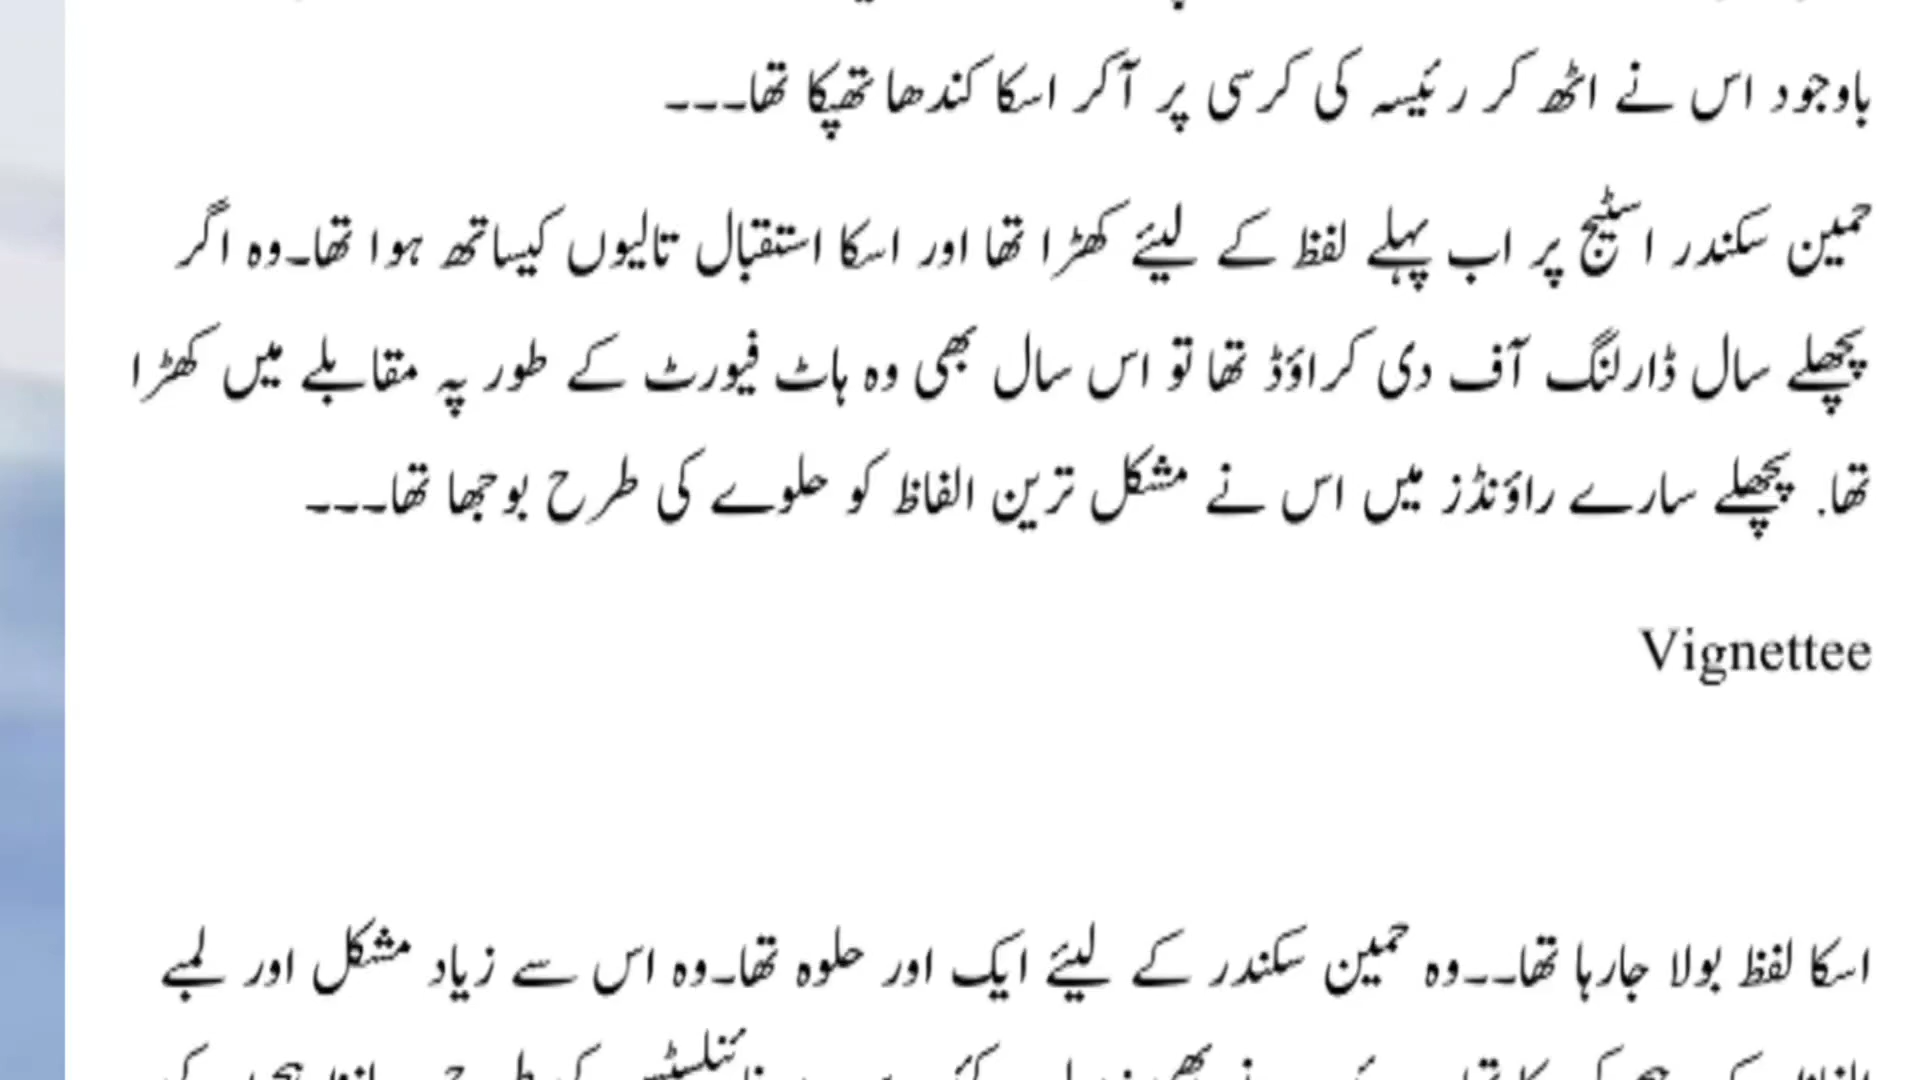 باوجود اس نے اٹھ کر رئیسہ کی کرسی پر آکر اسکا کندھا تھپکا تھا۔۔۔
حمین سکندر اسٹیج پر اب پہلے لفظ کے لیئے کھڑا تھا اور اسکا استقبال تالیوں کیساتھ ہوا تھا۔وہ اگر
پچھلے سال ڈارلنگ آف دی کراؤڈ تھا تو اس سال بھی وہ ہاٹ فیورٹ کے طور پہ مقابلے میں کھڑا
تھا. پچھلے سارے راؤنڈز میں اس نے مشکل ترین الفاظ کو حلوے کی طرح بوجھا تھا۔۔۔
Vignettee
اسکا لفظ بولا جارہا تھا۔۔وہ حمین سکندر کے لیئے ایک اور حلوہ تھا۔وہ اس سے زیاد مشکل اور لمبے